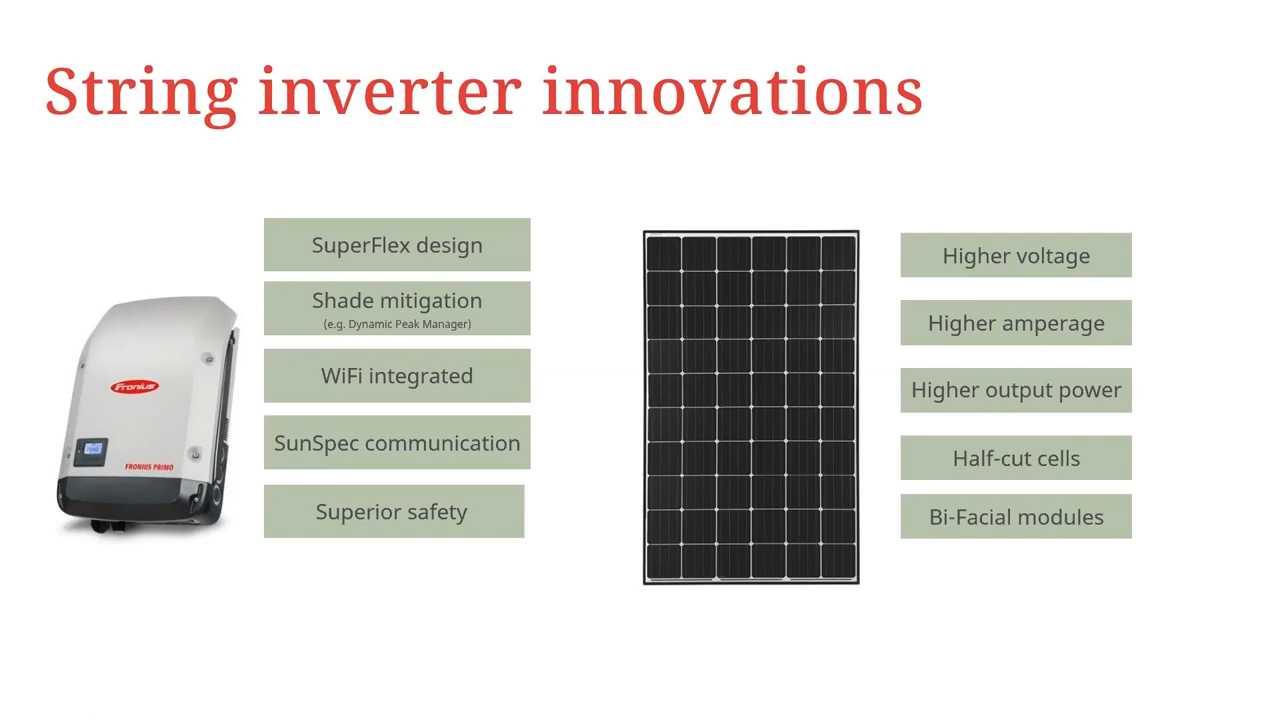 String inverter innovations
SuperFlex design
Shade mitigation
(e.g. Dynamic Peak Manager)
WiFi integrated
SunSpec communication
Superior safety
Fronius
FRONIUS PRIMO
Higher voltage
Higher amperage
Higher output power
Half-cut cells
Bi-Facial modules